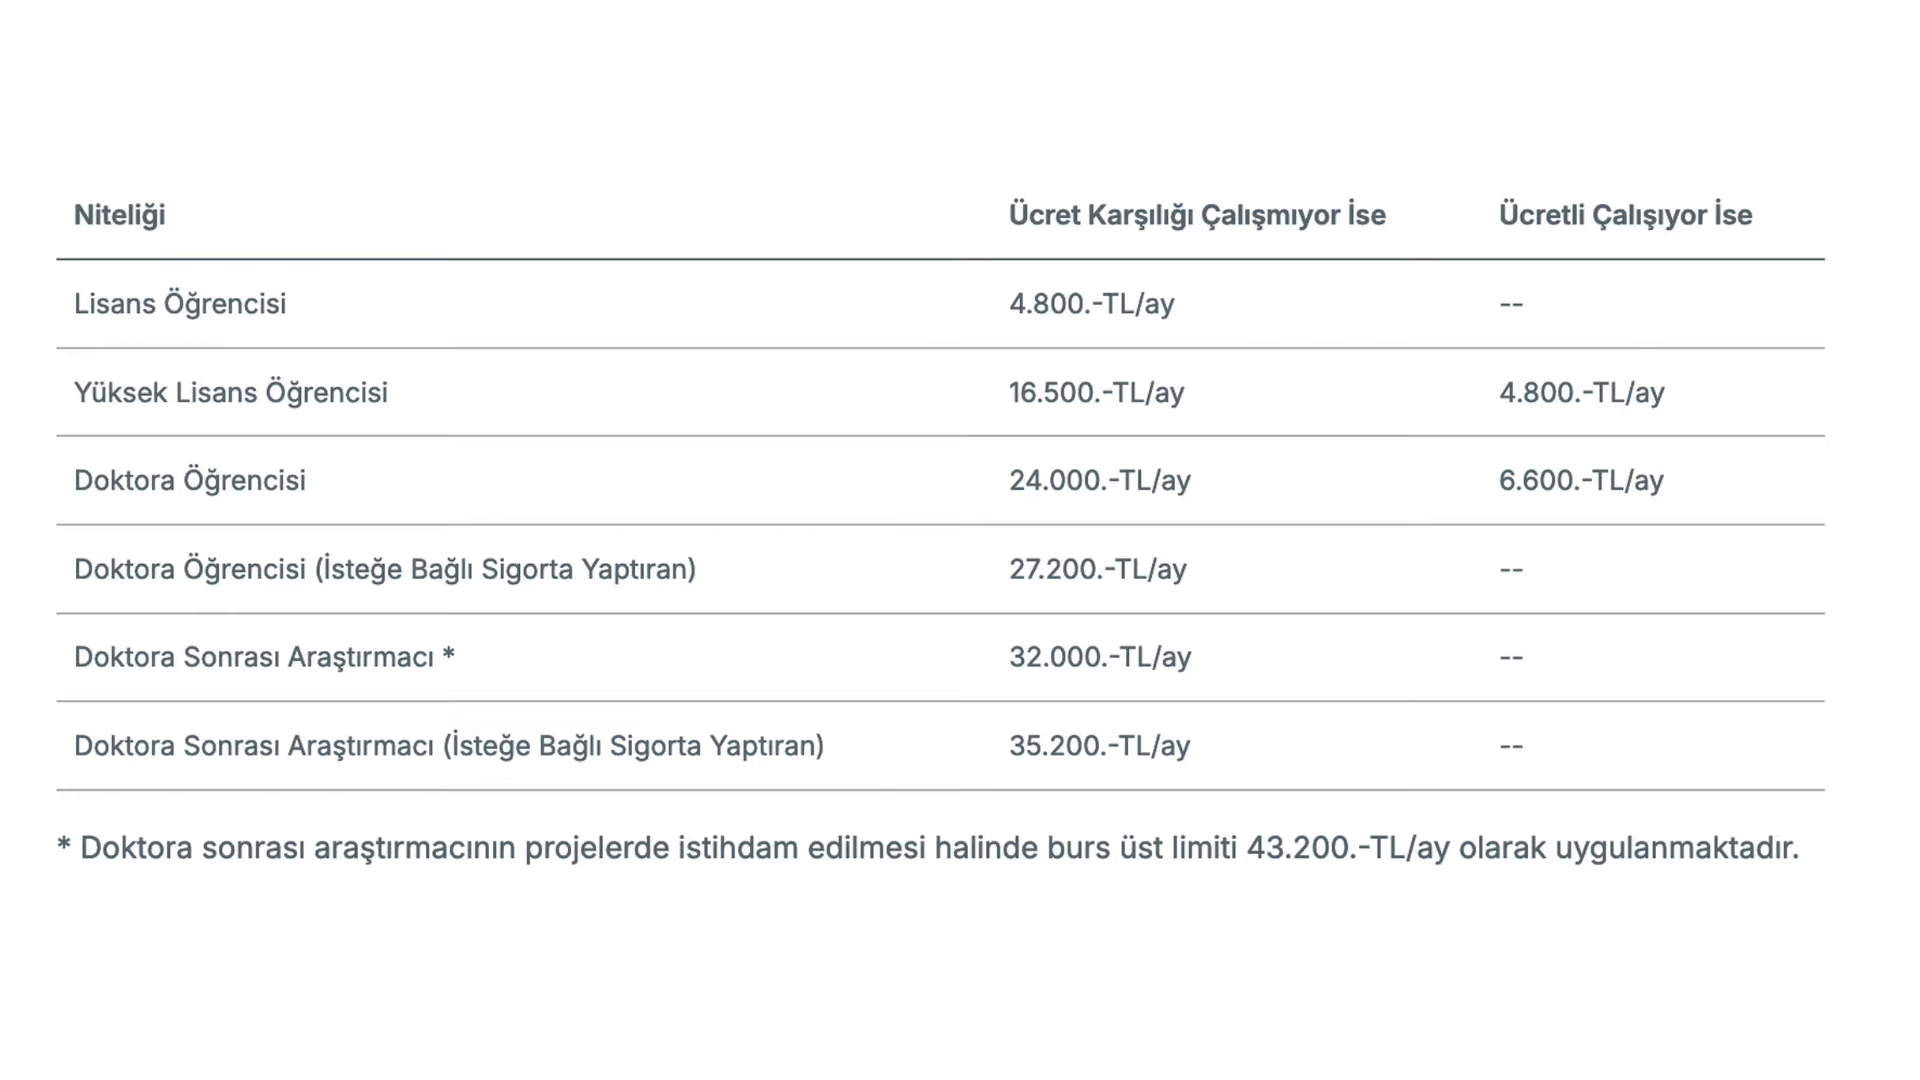 Niteliği Ücret Karşılığı Çalışmıyor İse Ücretli Çalışıyor İse
Lisans Öğrencisi 4.800.-TL/ay --
Yüksek Lisans Öğrencisi 16.500.-TL/ay 4.800.-TL/ay
Doktora Öğrencisi 24.000.-TL/ay 6.600.-TL/ay
Doktora Öğrencisi (İsteğe Bağlı Sigorta Yaptıran) 27.200.-TL/ay --
Doktora Sonrası Araştırmacı * 32.000.-TL/ay --
Doktora Sonrası Araştırmacı (İsteğe Bağlı Sigorta Yaptıran) 35.200.-TL/ay --
* Doktora sonrası araştırmacının projelerde istihdam edilmesi halinde burs üst limiti 43.200.-TL/ay olarak uygulanmaktadır.